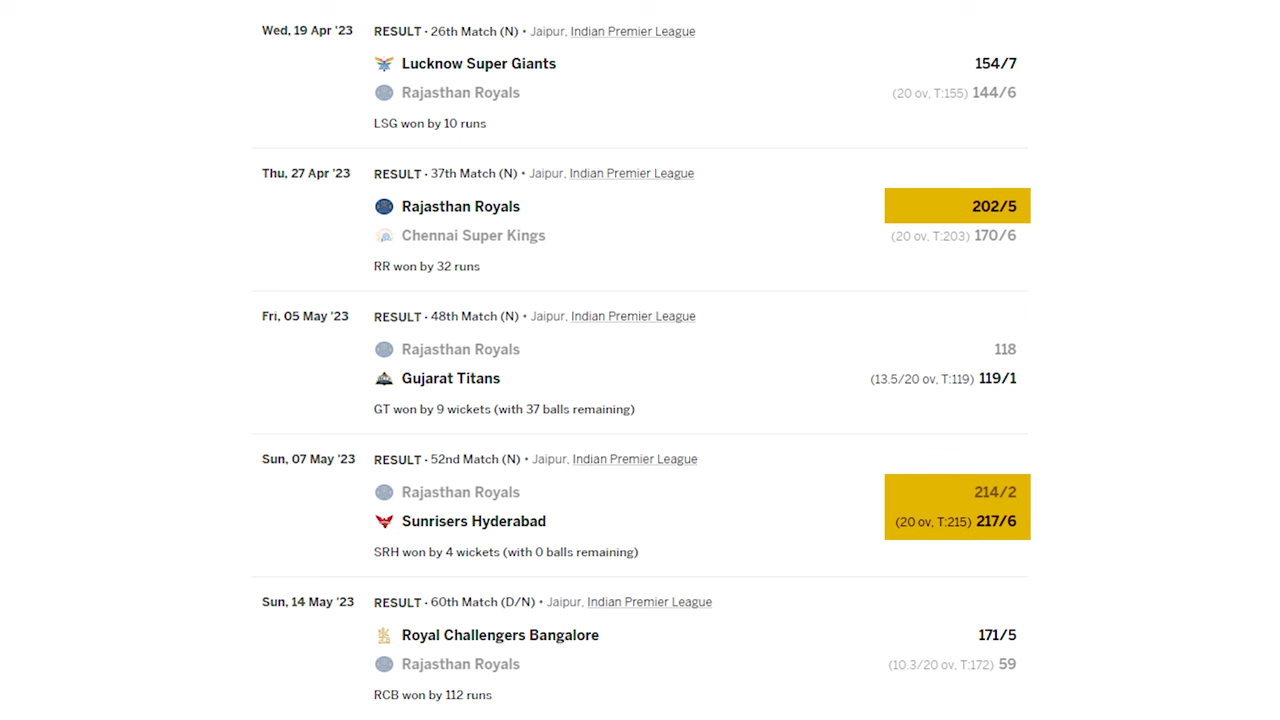 Wed, 19 Apr '23 RESULT · 26th Match (N) • Jaipur, Indian Premier League
Lucknow Super Giants 154/7
Rajasthan Royals (20 ov, T:155) 144/6
LSG won by 10 runs
Thu, 27 Apr '23 RESULT · 37th Match (N) • Jaipur, Indian Premier League
Rajasthan Royals 202/5
Chennai Super Kings (20 ov, T:203) 170/6
RR won by 32 runs
Fri, 05 May '23 RESULT · 48th Match (N) • Jaipur, Indian Premier League
Rajasthan Royals 118
Gujarat Titans (13.5/20 ov, T:119) 119/1
GT won by 9 wickets (with 37 balls remaining)
Sun, 07 May '23 RESULT · 52nd Match (N) • Jaipur, Indian Premier League
Rajasthan Royals 214/2
Sunrisers Hyderabad (20 ov, T:215) 217/6
SRH won by 4 wickets (with 0 balls remaining)
Sun, 14 May '23 RESULT · 60th Match (D/N) • Jaipur, Indian Premier League
Royal Challengers Bangalore 171/5
Rajasthan Royals (10.3/20 ov, T:172) 59
RCB won by 112 runs